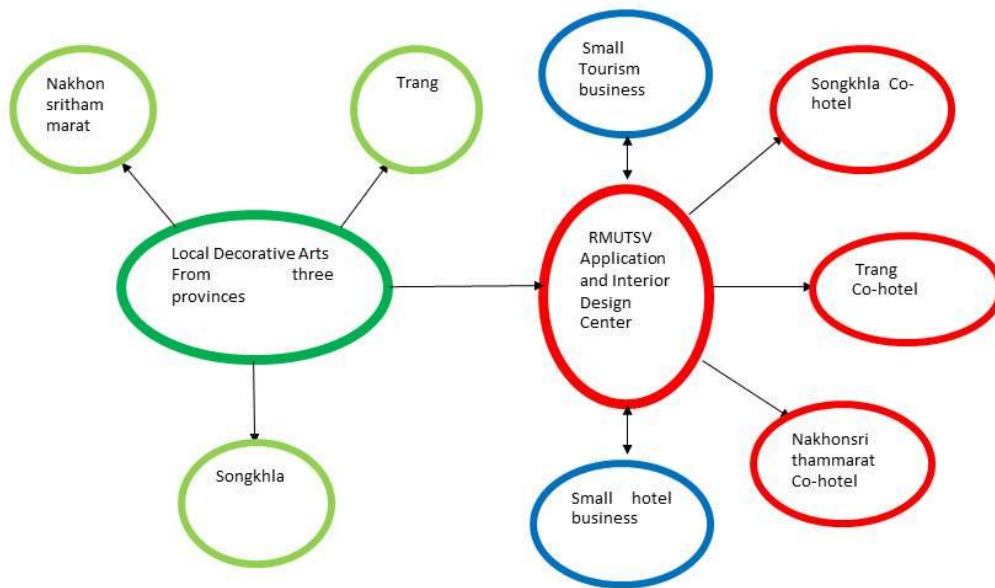 Nakhon
sritham
marat
Trang
Small
Tourism
business
Songkhla Co-
hotel
Local Decorative Arts
From three
provinces
RMUTSV
Application
and Interior
Design
Center
Trang
Co-hotel
Songkhla
Small hotel
business
Nakhonsri
thammarat
Co-hotel